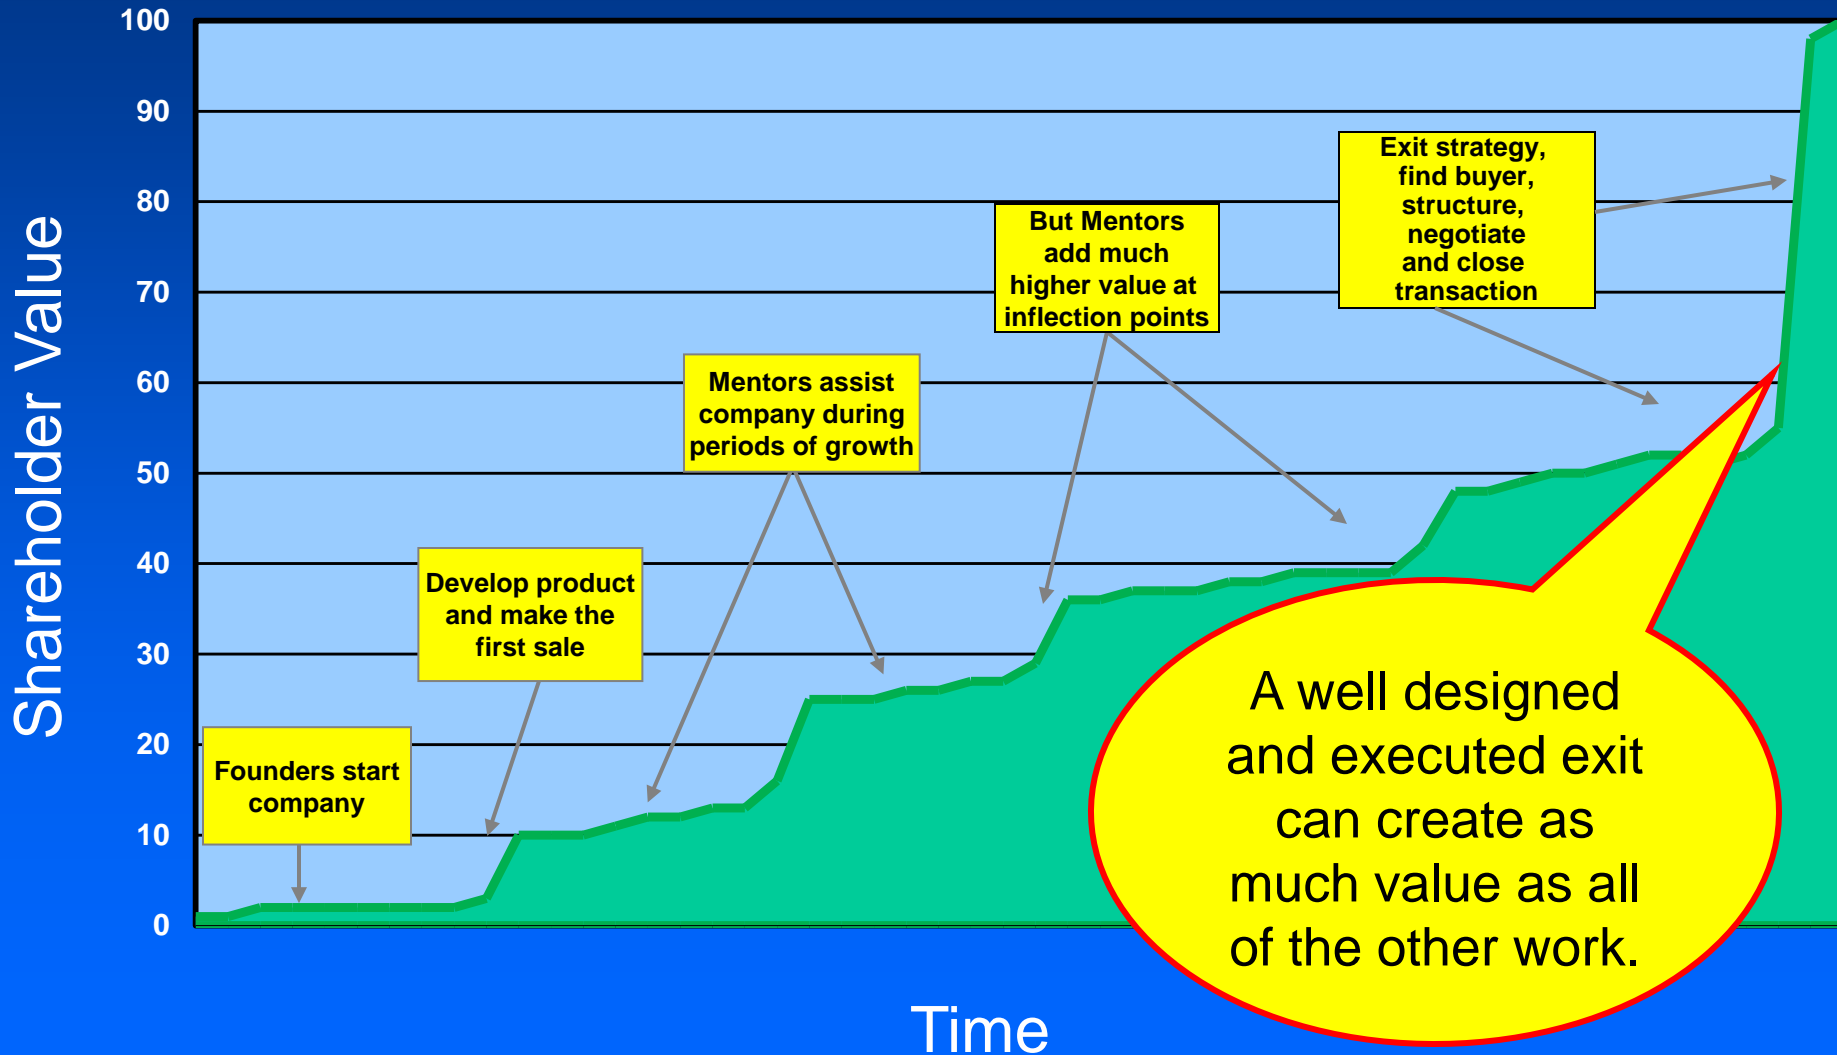 100
90
80
70
60
50
40
30
20
10
0
Shareholder Value
Time
Founders start
company
Develop product
and make the
first sale
Mentors assist
company during
periods of growth
But Mentors
add much
higher value at
inflection points
Exit strategy,
find buyer,
structure,
negotiate
and close
transaction
A well designed
and executed exit
can create as
much value as all
of the other work.